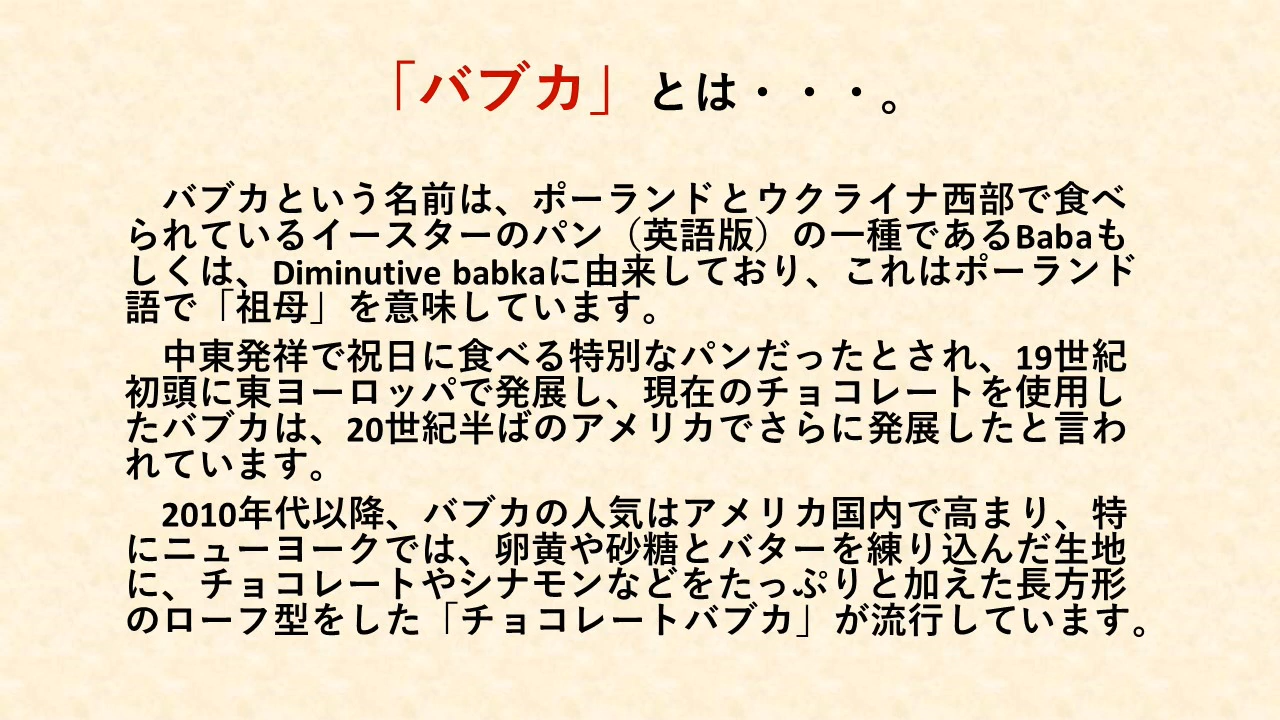 「バブカ」とは・・・。
　バブカという名前は、ポーランドとウクライナ西部で食べ
られているイースターのパン（英語版）の一種であるBabaも
しくは、Diminutive babkaに由来しており、これはポーランド
語で「祖母」を意味しています。
　中東発祥で祝日に食べる特別なパンだったとされ、19世紀
初頭に東ヨーロッパで発展し、現在のチョコレートを使用し
たバブカは、20世紀半ばのアメリカでさらに発展したと言わ
れています。
　2010年代以降、バブカの人気はアメリカ国内で高まり、特
にニューヨークでは、卵黄や砂糖とバターを練り込んだ生地
に、チョコレートやシナモンなどをたっぷりと加えた長方形
のローフ型をした「チョコレートバブカ」が流行しています。